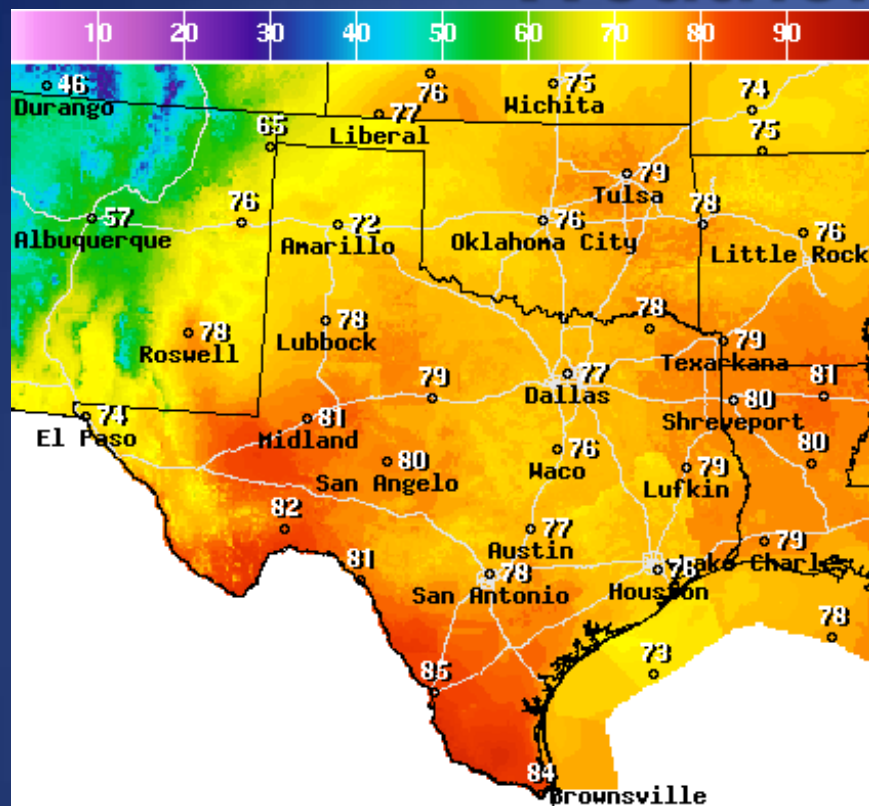 10 20 30 40 50 60 70 80 90
46
Durango
76
75
Wichita
74
77
Liberal
65
75
79
Tulsa
57
Albuquerque
76
72
Amarillo
76
Oklahoma City
78
76
Little Rock
78
Roswell
78
Lubbock
78
79
Texarkana
77
Dallas
79
80
Shreveport
81
74
El Paso
81
Midland
80
San Angelo
76
Waco
79
Lufkin
80
82
77
Austin
79
Lake Charl
81
78
San Antonio
Houston
78
73
85
84
Brownsville